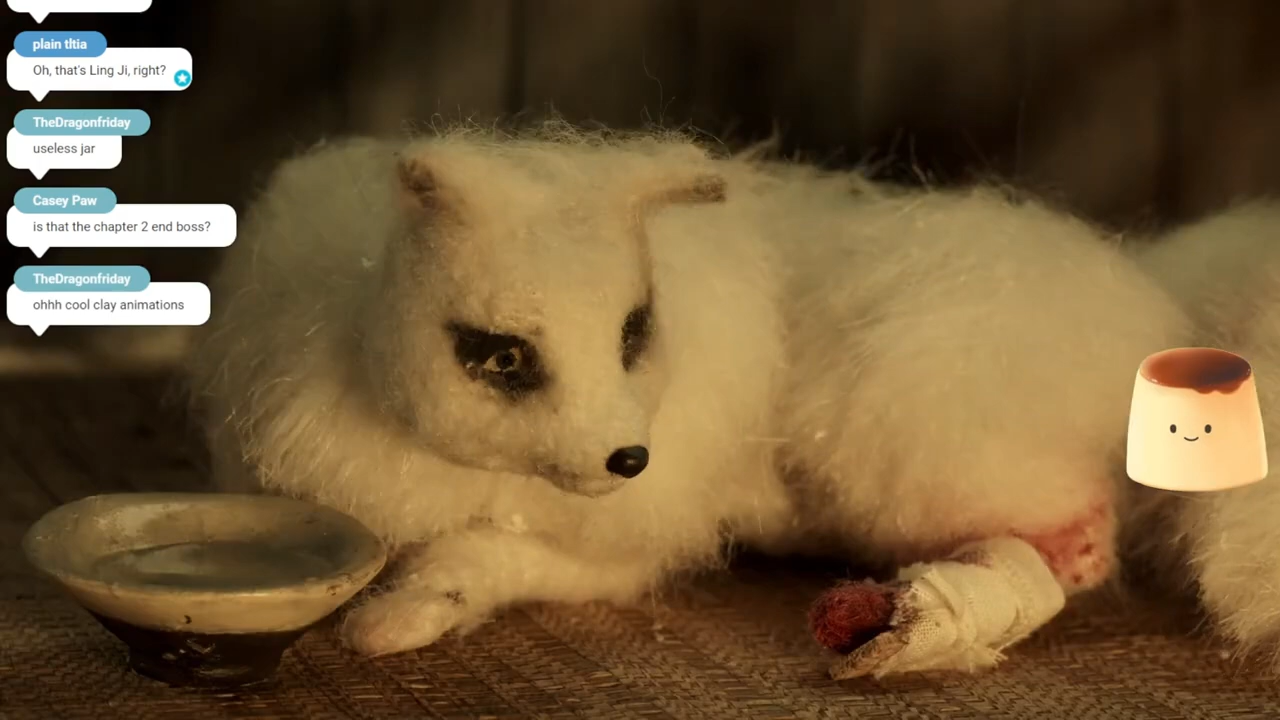 plain tltia
Oh, that's Ling Ji, right?
TheDragonfriday
useless jar
Casey Paw
is that the chapter 2 end boss?
TheDragonfriday
ohhh cool clay animations